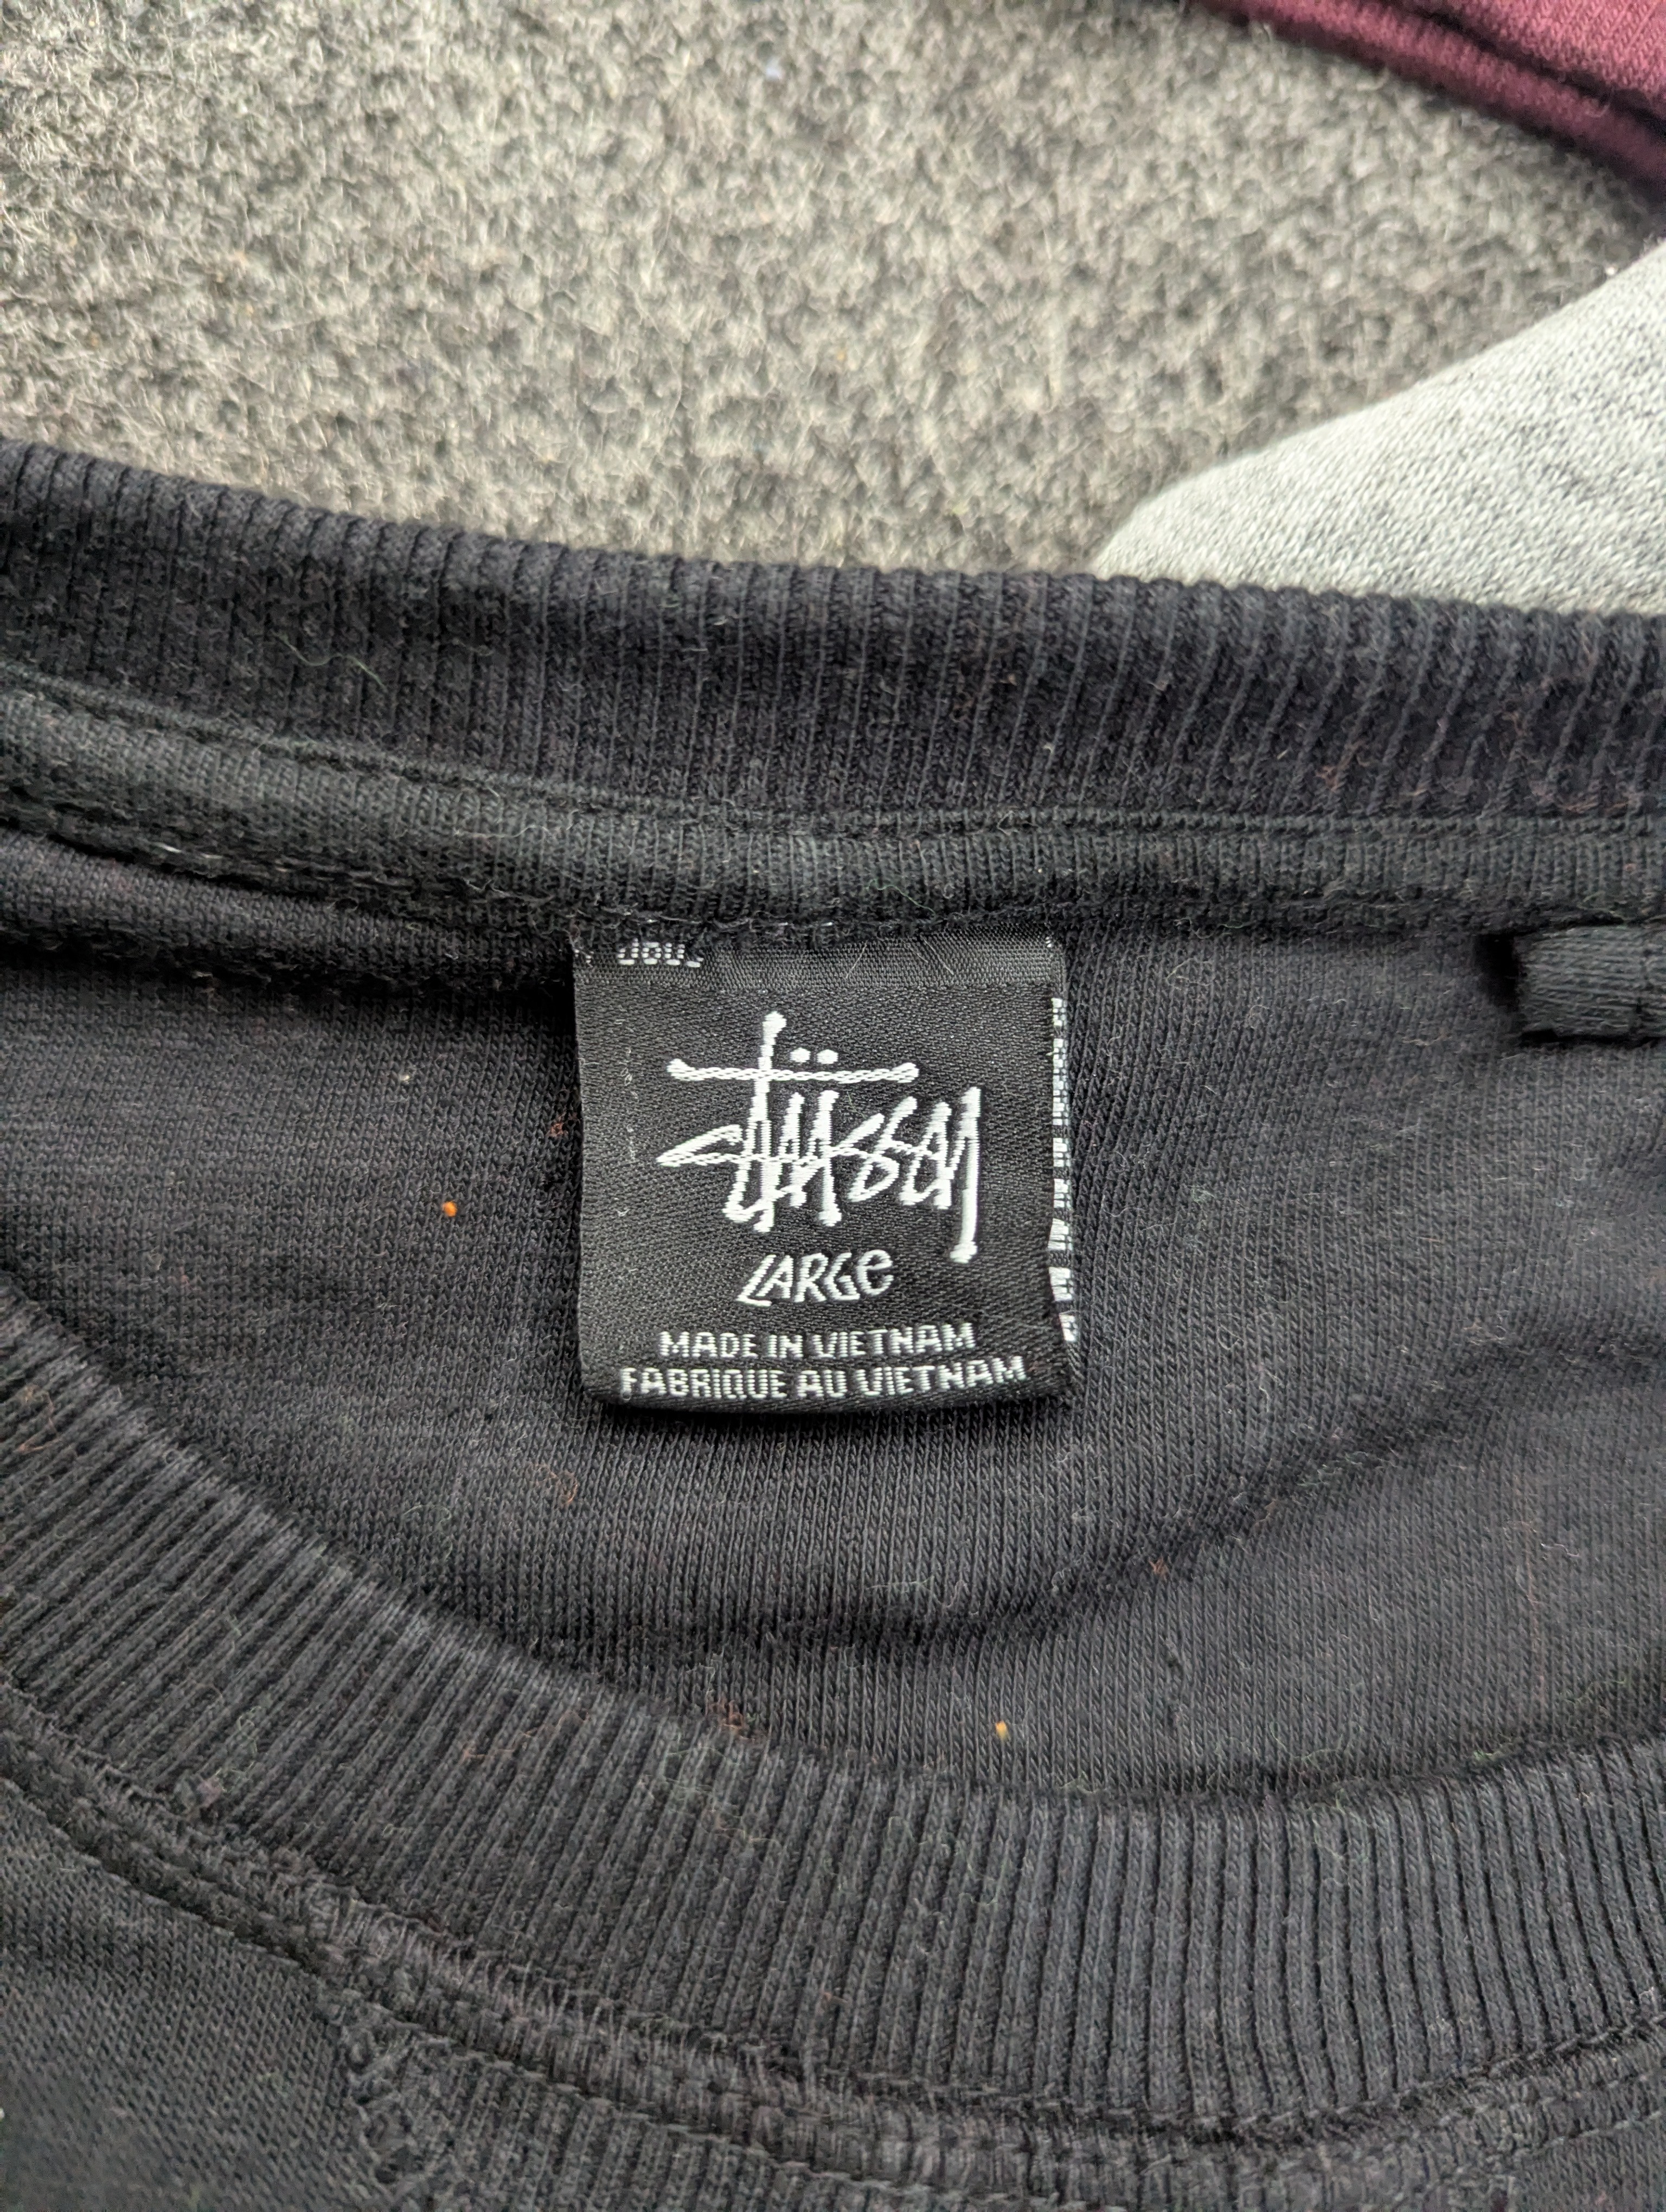 Stüssy
LARGe
MADE IN VIETNAM
FABRIQUE AU VIETNAM